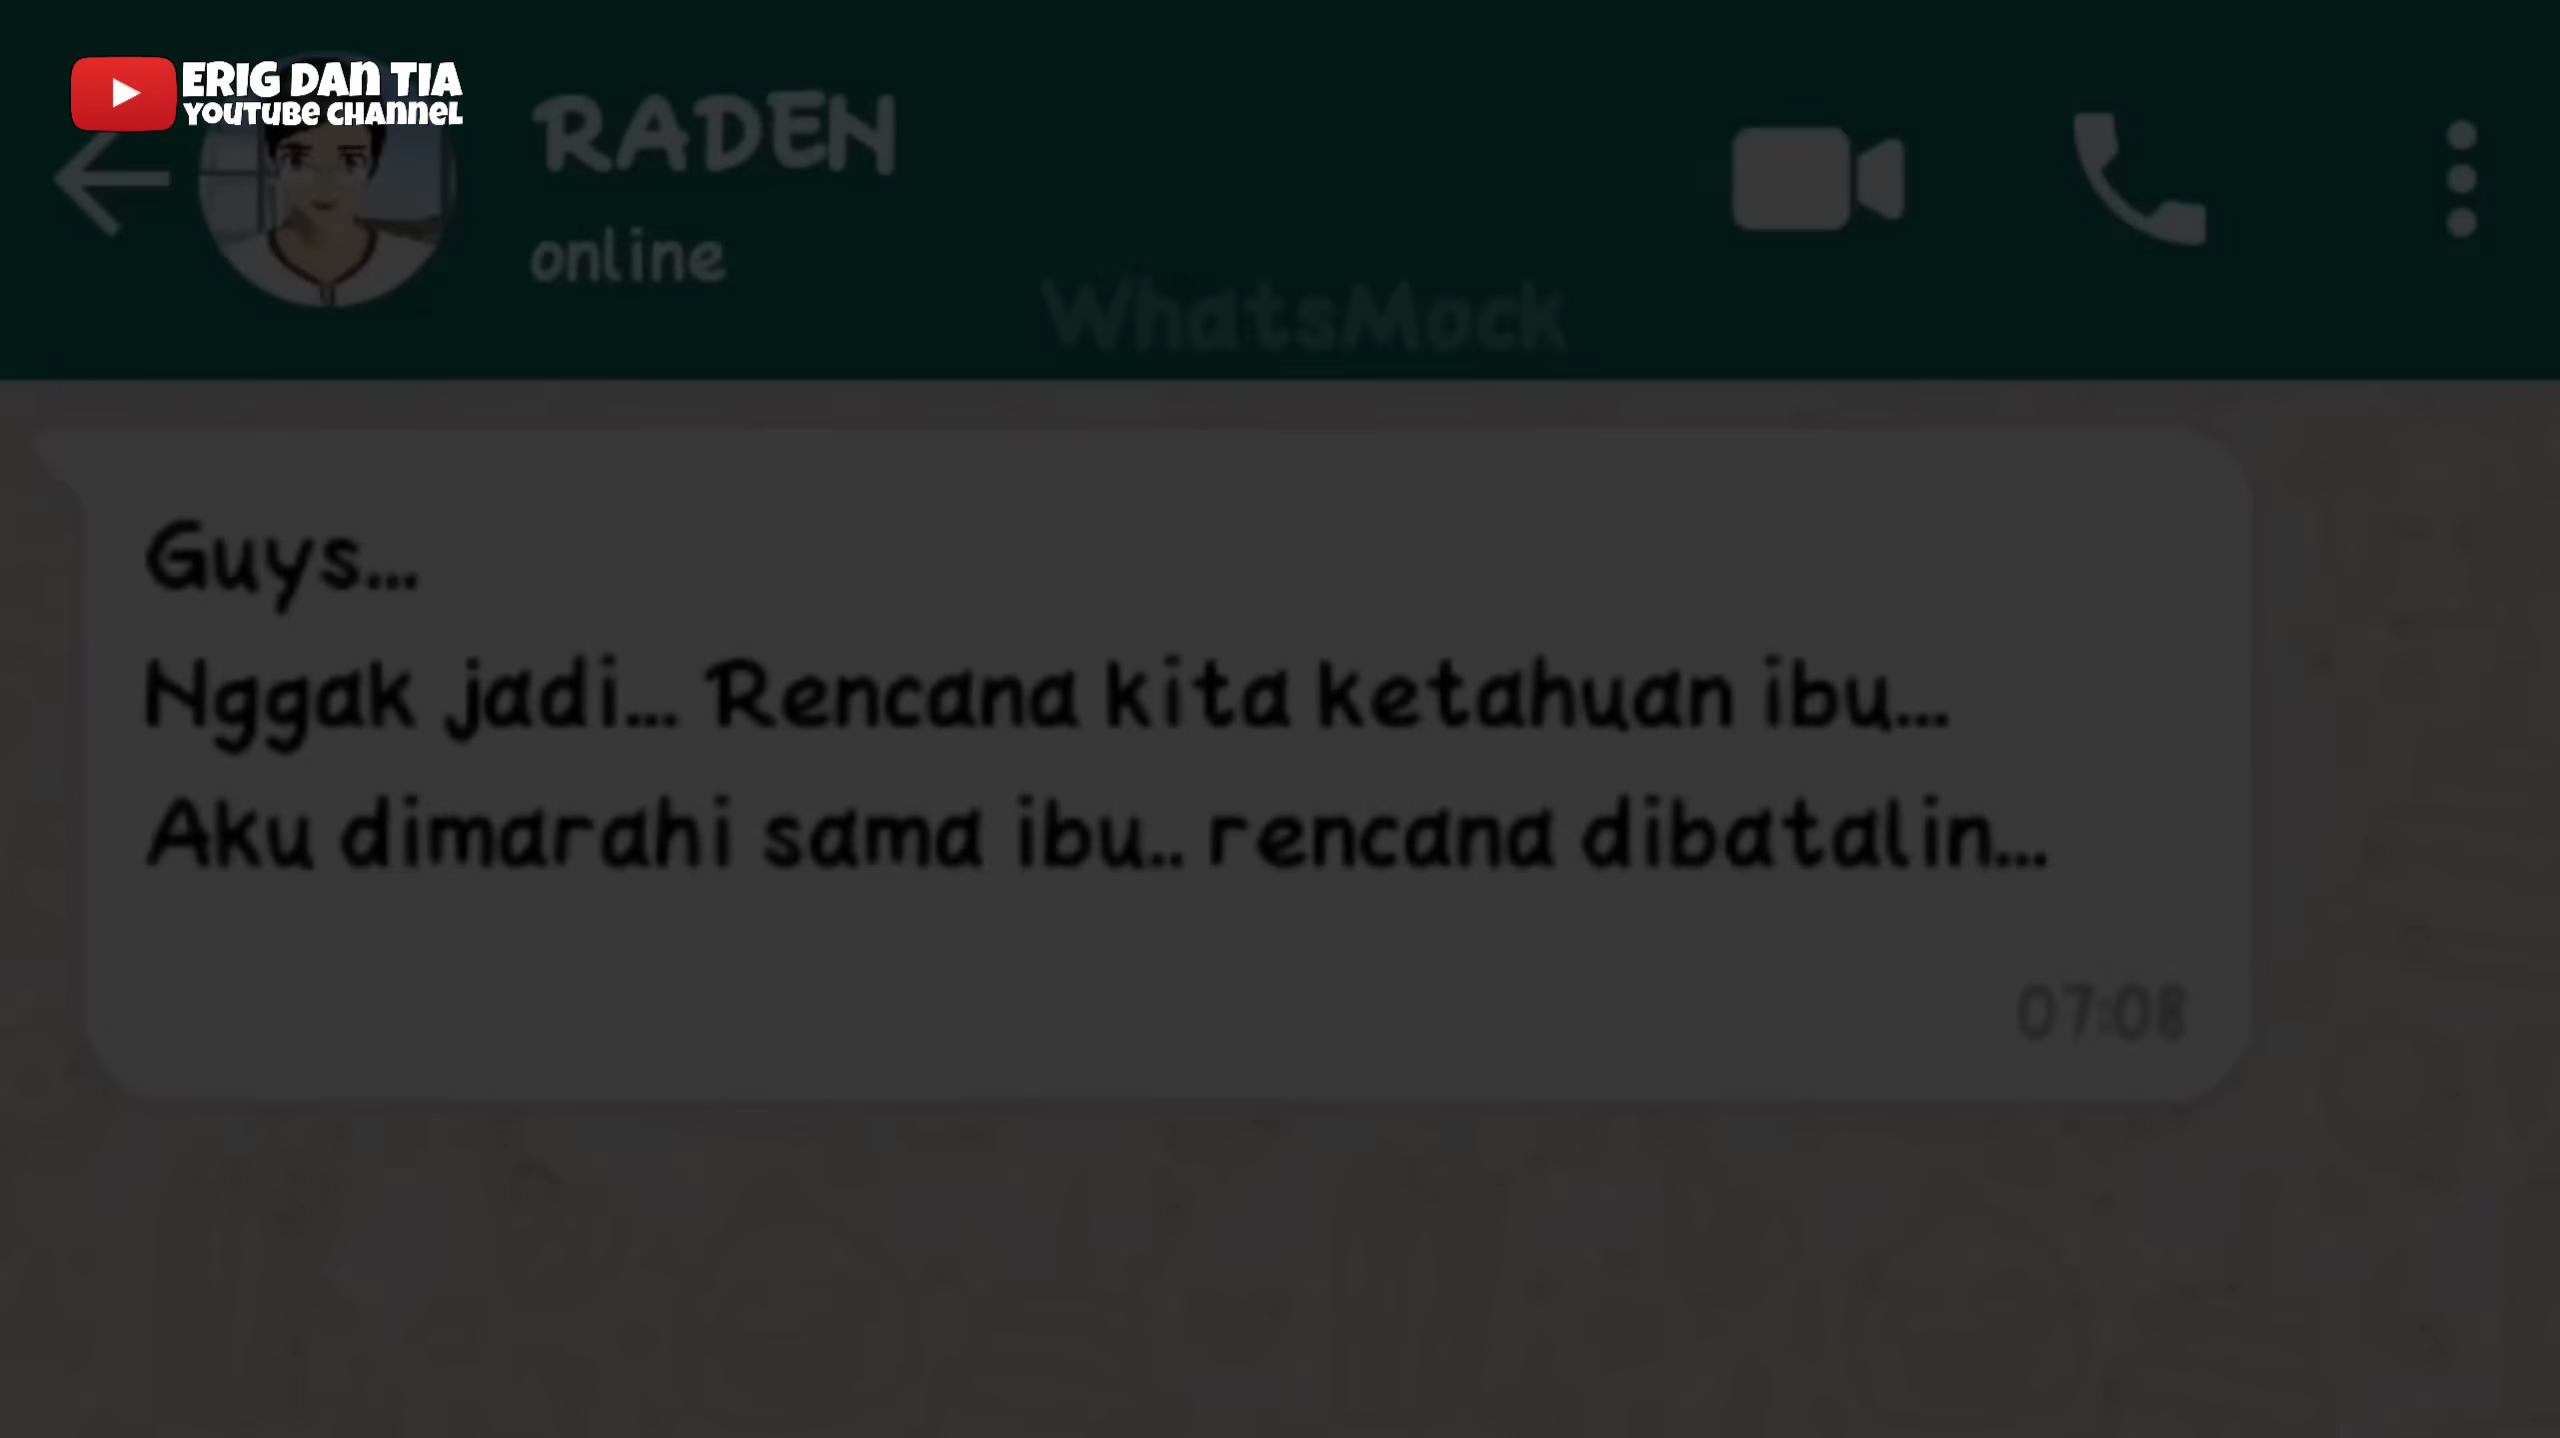 ERIG DAN TIA
YOUTUBE CHANNEL
RADEN
online
WhatsMock
Guys...
Nggak jadi... Rencana kita ketahuan ibu...
Aku dimarahi sama ibu.. rencana dibatalin...
07:08